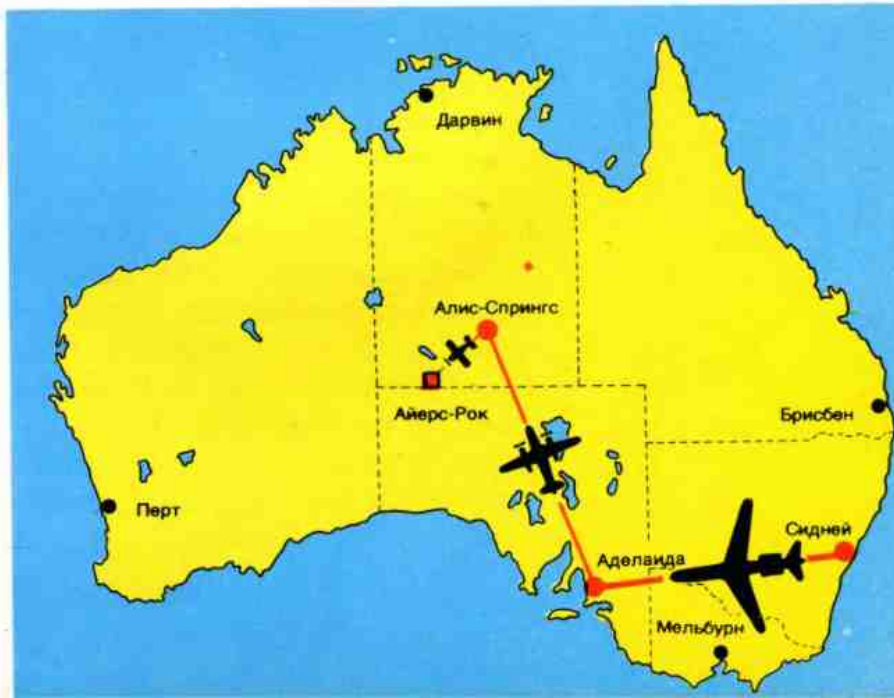 Дарвин
Алис-Спрингс
Айерс-Рок
Брисбен
Перт
Сидней
Аделаида
Мельбурн